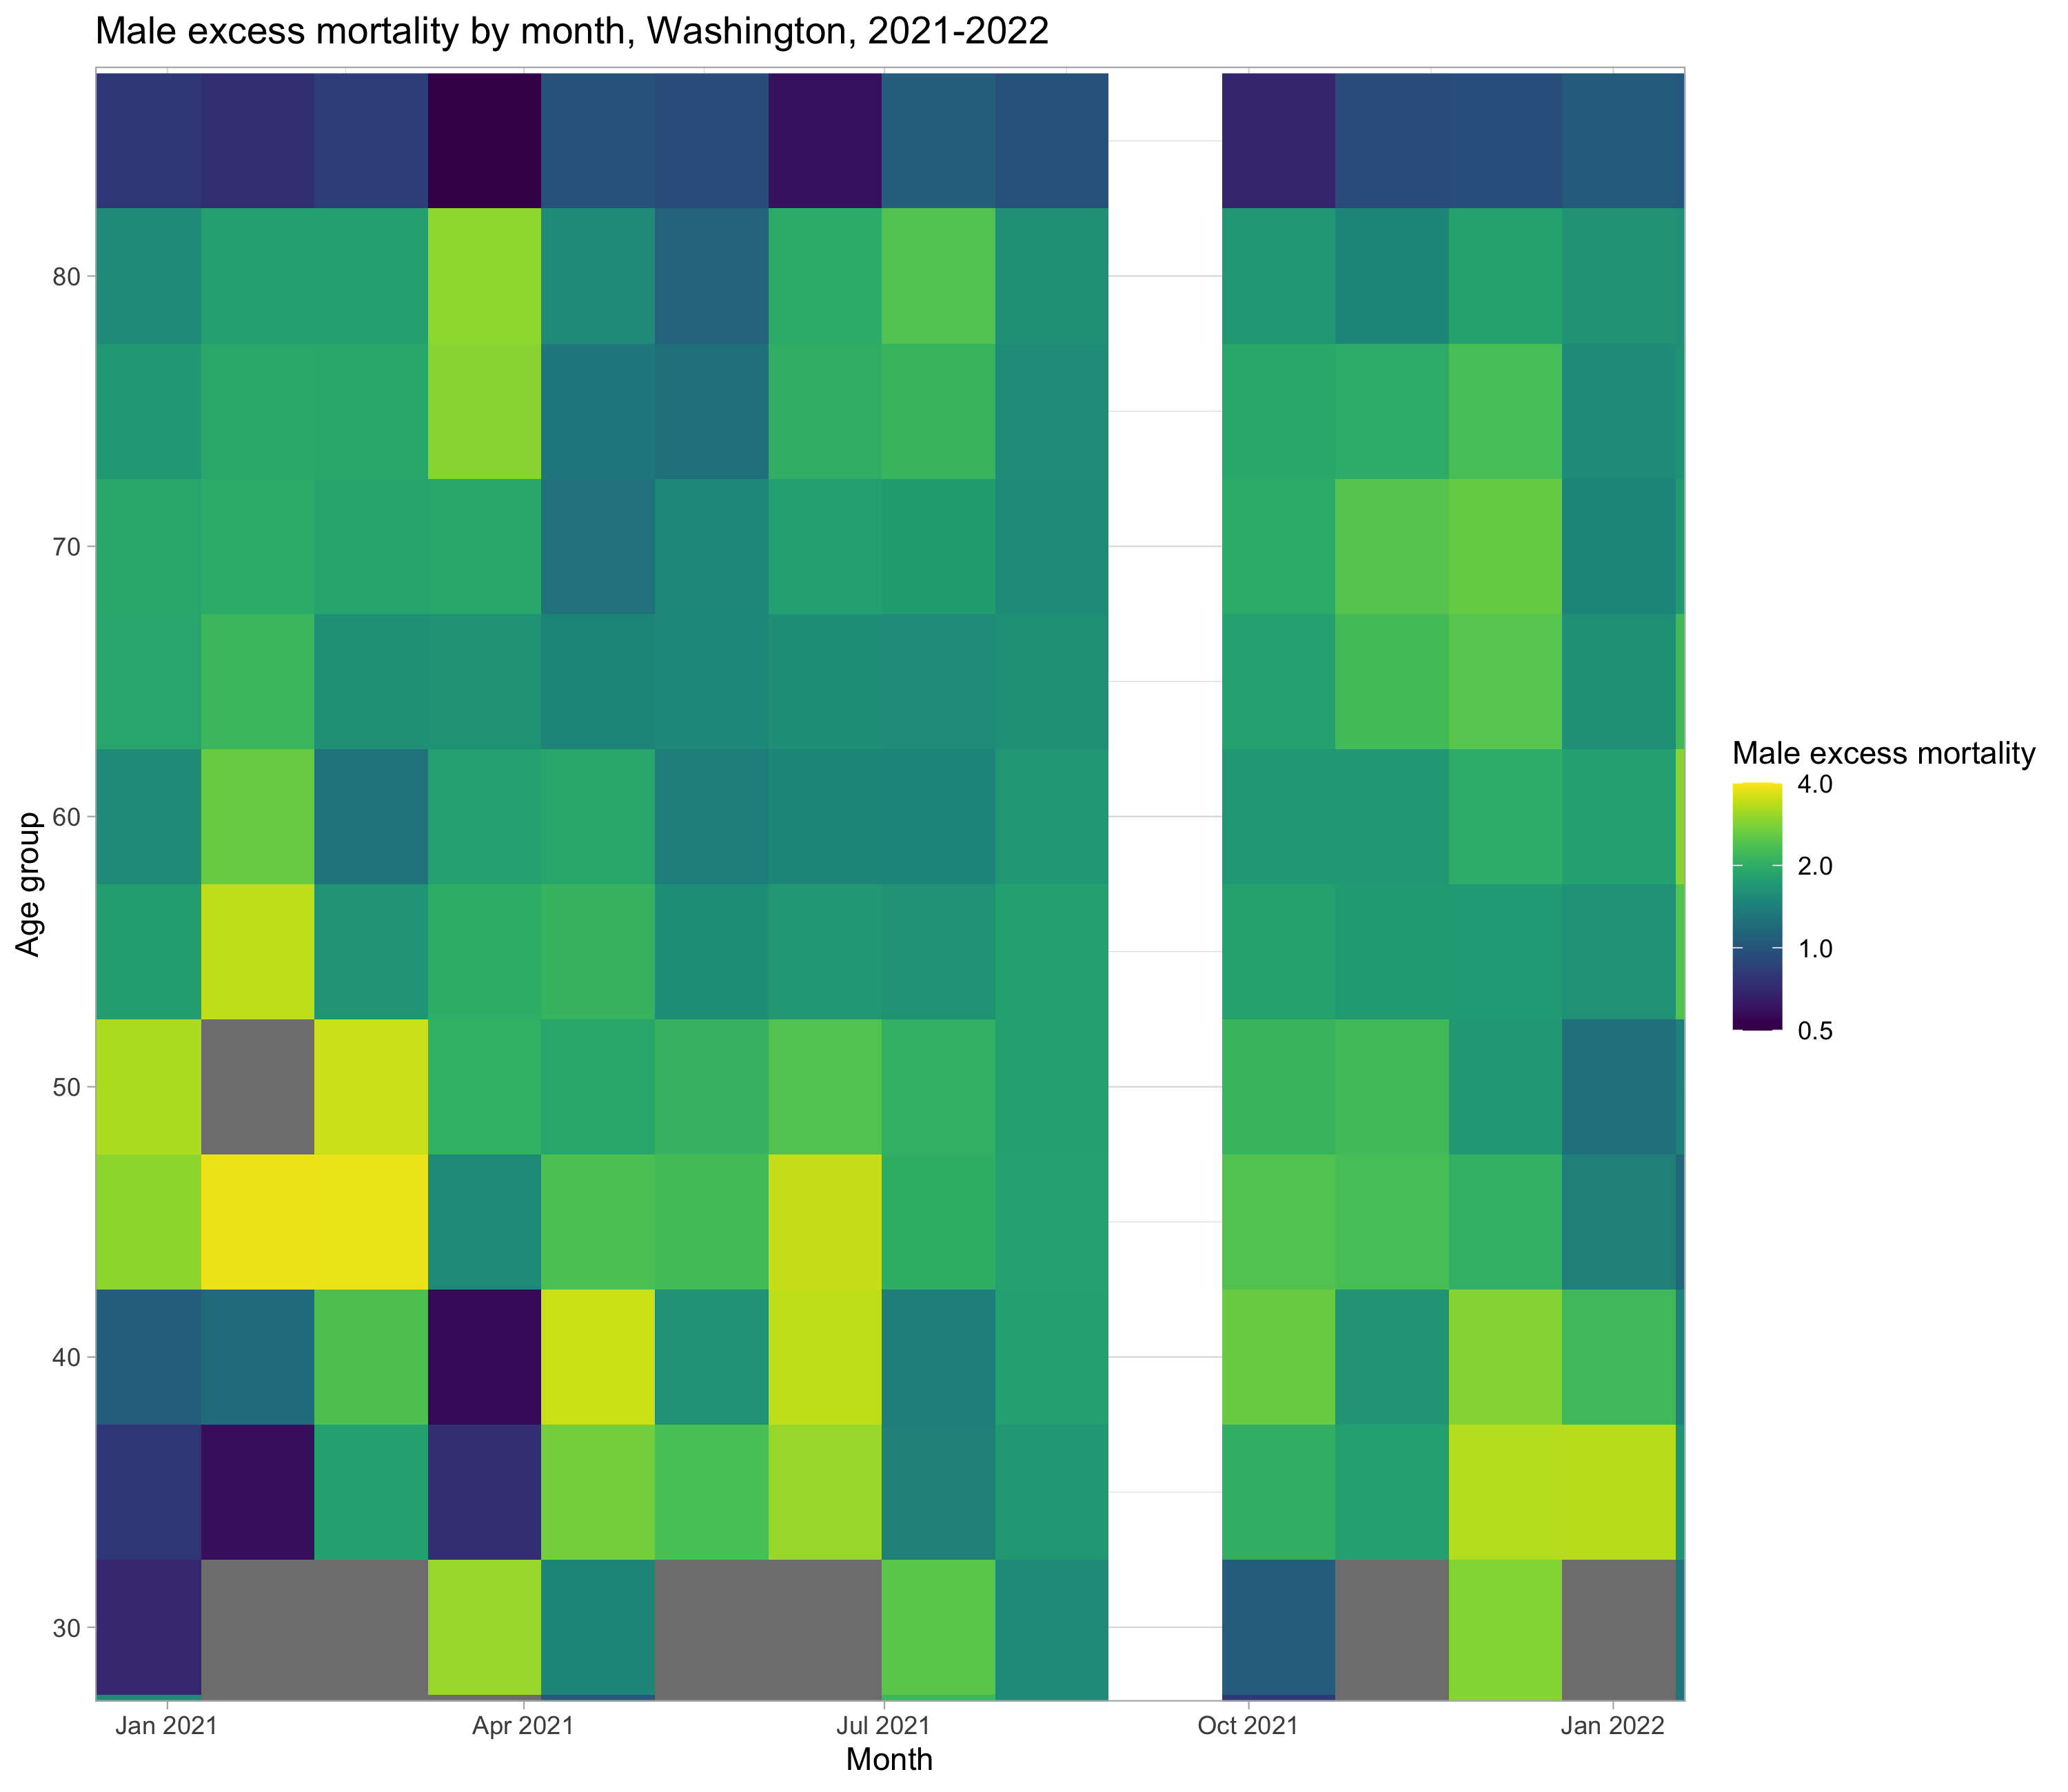 Male excess mortality by month, Washington, 2021-2022
Age group
80
70
60
50
40
30
Jan 2021
Apr 2021
Jul 2021
Oct 2021
Jan 2022
Month
Male excess mortality
4.0
2.0
1.0
0.5